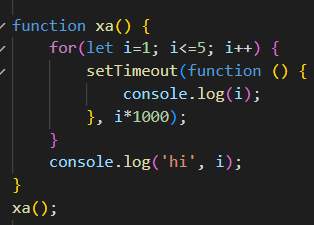 function xa() {
    for(let i=1; i<=5; i++) {
        setTimeout(function () {
            console.log(i);
        }, i*1000);
    }
    console.log('hi', i);
}
xa();